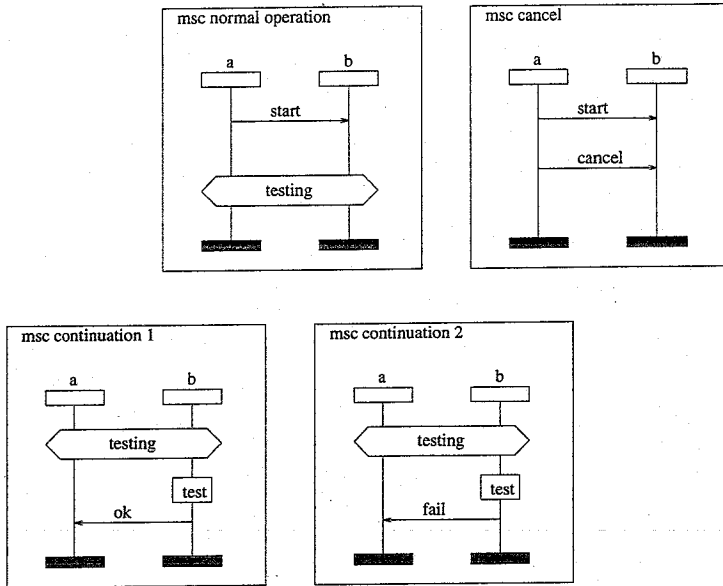 msc normal operation
a
b
start
testing
msc cancel
a
b
start
cancel
msc continuation 1
a
b
testing
test
ok
msc continuation 2
a
b
testing
test
fail